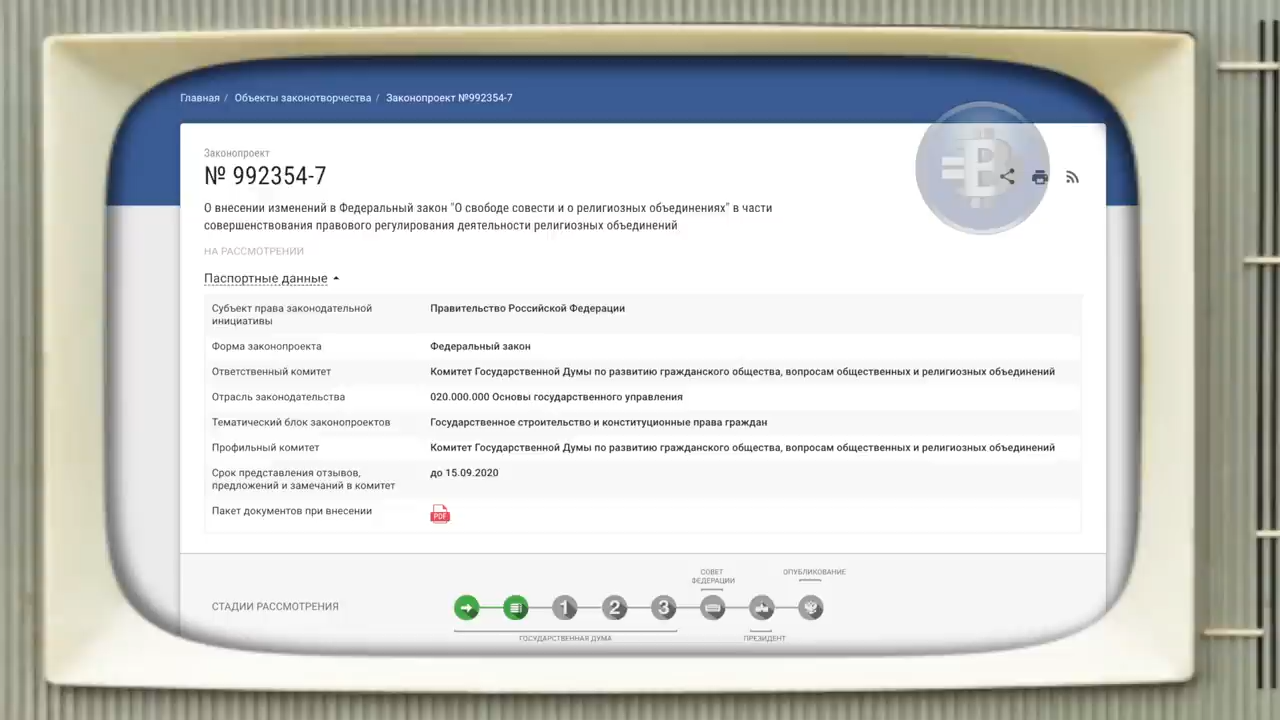 Главная / Объекты законотворчества / Законопроект №992354-7
Законопроект
№ 992354-7
О внесении изменений в Федеральный закон "О свободе совести и о религиозных объединениях" в части
совершенствования правового регулирования деятельности религиозных объединений
НА РАССМОТРЕНИИ
Паспортные данные
Субъект права законодательной
инициативы
Правительство Российской Федерации
Форма законопроекта
Федеральный закон
Ответственный комитет
Комитет Государственной Думы по развитию гражданского общества, вопросам общественных и религиозных объединений
Отрасль законодательства
020.000.000 Основы государственного управления
Тематический блок законопроектов
Государственное строительство и конституционные права граждан
Профильный комитет
Комитет Государственной Думы по развитию гражданского общества, вопросам общественных и религиозных объединений
Срок представления отзывов,
предложений и замечаний в комитет
до 15.09.2020
Пакет документов при внесении
PDF
СОВЕТ
ФЕДЕРАЦИИ
ОПУБЛИКОВАНИЕ
СТАДИИ РАССМОТРЕНИЯ
1 2 3
ГОСУДАРСТВЕННАЯ ДУМА
ПРЕЗИДЕНТ